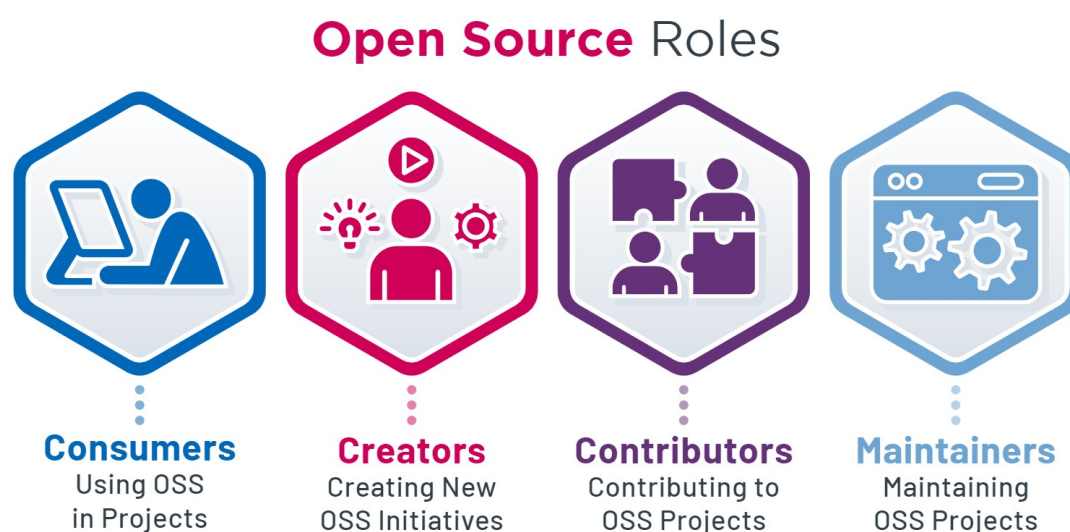 Open Source Roles
Consumers
Using OSS
in Projects
Creators
Creating New
OSS Initiatives
Contributors
Contributing to
OSS Projects
Maintainers
Maintaining
OSS Projects